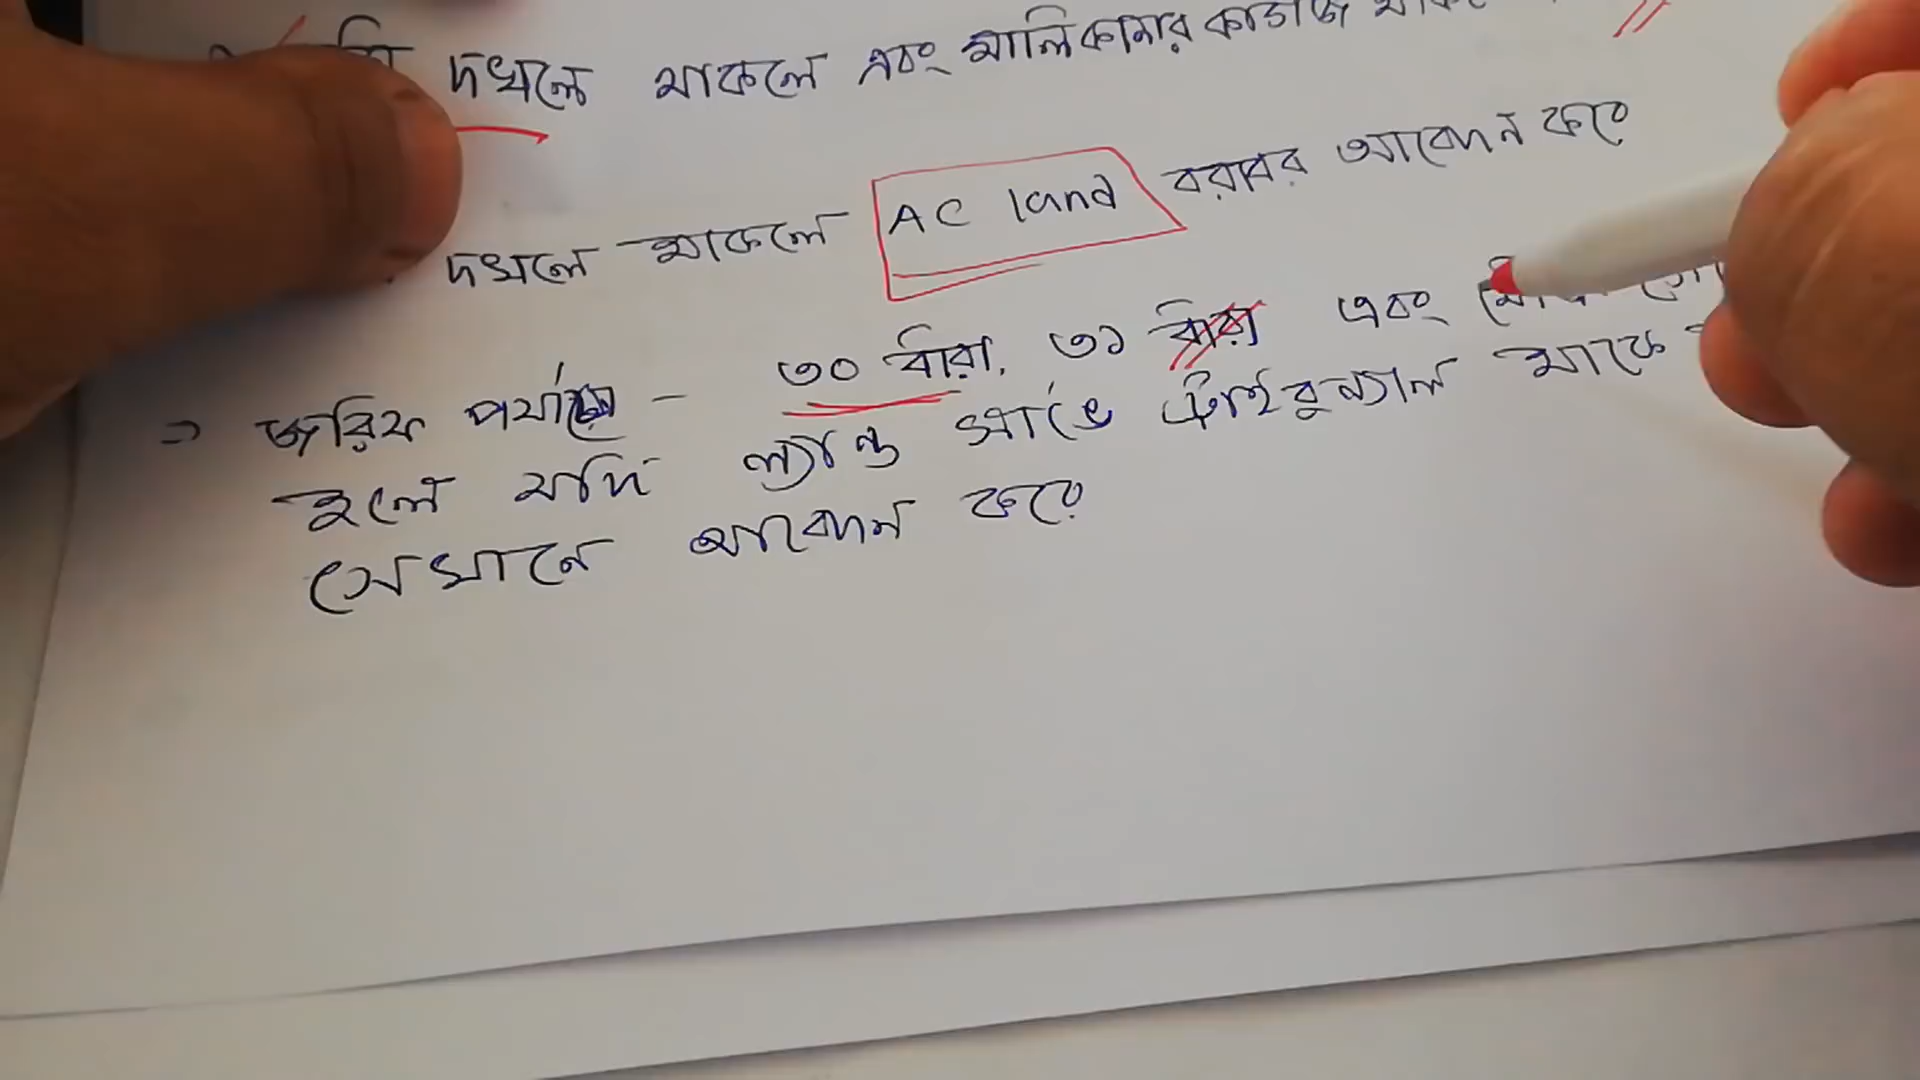 দখলে থাকলে এবং মালিকানার কাগজ
দখলে থাকলে AC land বরাবর আবেদন করে
⇒ জরিপ পর্যায়ে - ৩০ ধারা, ৩১ ধারা এবং
হলে যদি ল্যান্ড সার্ভে ট্রাইবুন্যাল থাকে
সেখানে আবেদন করে